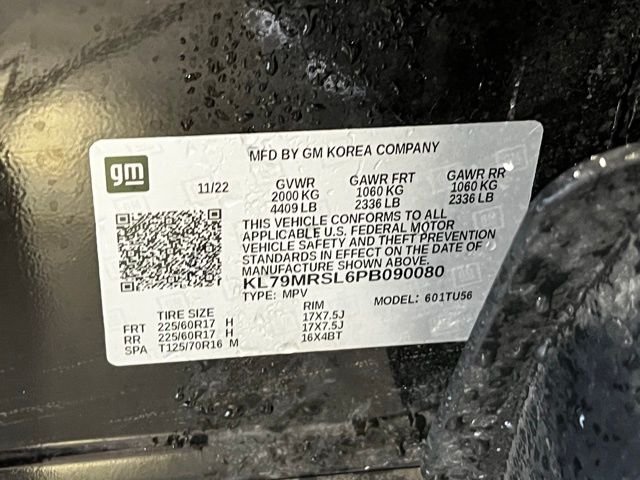 gm
MFD BY GM KOREA COMPANY
11/22 GVWR GAWR FRT GAWR RR
2000 KG 1060 KG 1060 KG
4409 LB 2336 LB 2336 LB
THIS VEHICLE CONFORMS TO ALL
APPLICABLE U.S. FEDERAL MOTOR
VEHICLE SAFETY AND THEFT PREVENTION
STANDARDS IN EFFECT ON THE DATE OF
MANUFACTURE SHOWN ABOVE.
KL79MRSL6PB090080
TYPE: MPV MODEL: 601TU56
TIRE SIZE RIM
FRT 225/60R17 H 17X7.5J
RR 225/60R17 H 17X7.5J
SPA T125/70R16 M 16X4BT